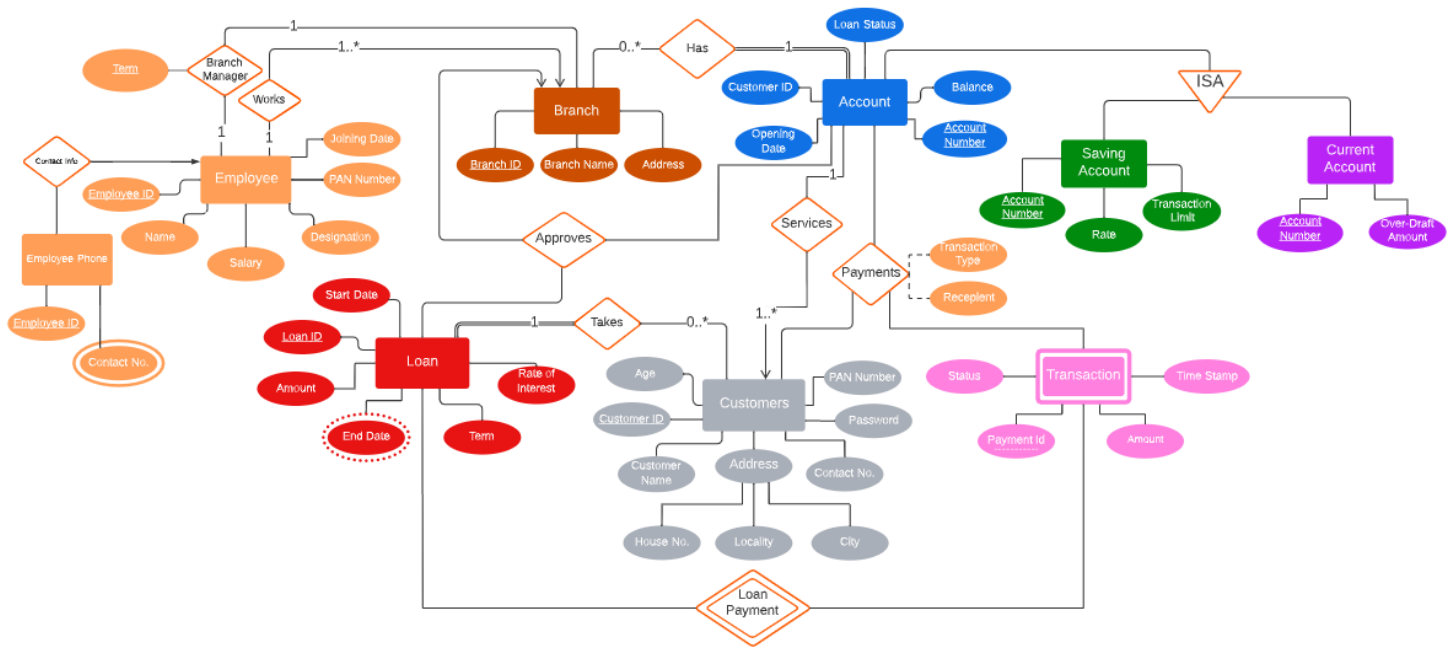 Loan Status
1
1..*
0..*
Has
1
Term
Branch
Manager
Works
Customer ID
Balance
ISA
Branch
Account
1
1
Joining Date
Opening
Date
Account
Number
Contact Info
Branch ID
Branch Name
Address
Saving
Account
Current
Account
Employee
PAN Number
1
Employee ID
Account
Number
Transaction
Limit
Name
Designation
Approves
Services
Rate
Account
Number
Over-Draft
Amount
Employee Phone
Salary
Payments
Transaction
Type
Start Date
Recepient
Employee ID
Loan ID
1
Takes
0..*
1..*
Contact No.
Loan
Amount
Rate of
Interest
Age
PAN Number
Status
Transaction
Time Stamp
Customers
Customer ID
Password
End Date
Term
Payment Id
Amount
Customer
Name
Address
Contact No.
House No.
Locality
City
Loan
Payment